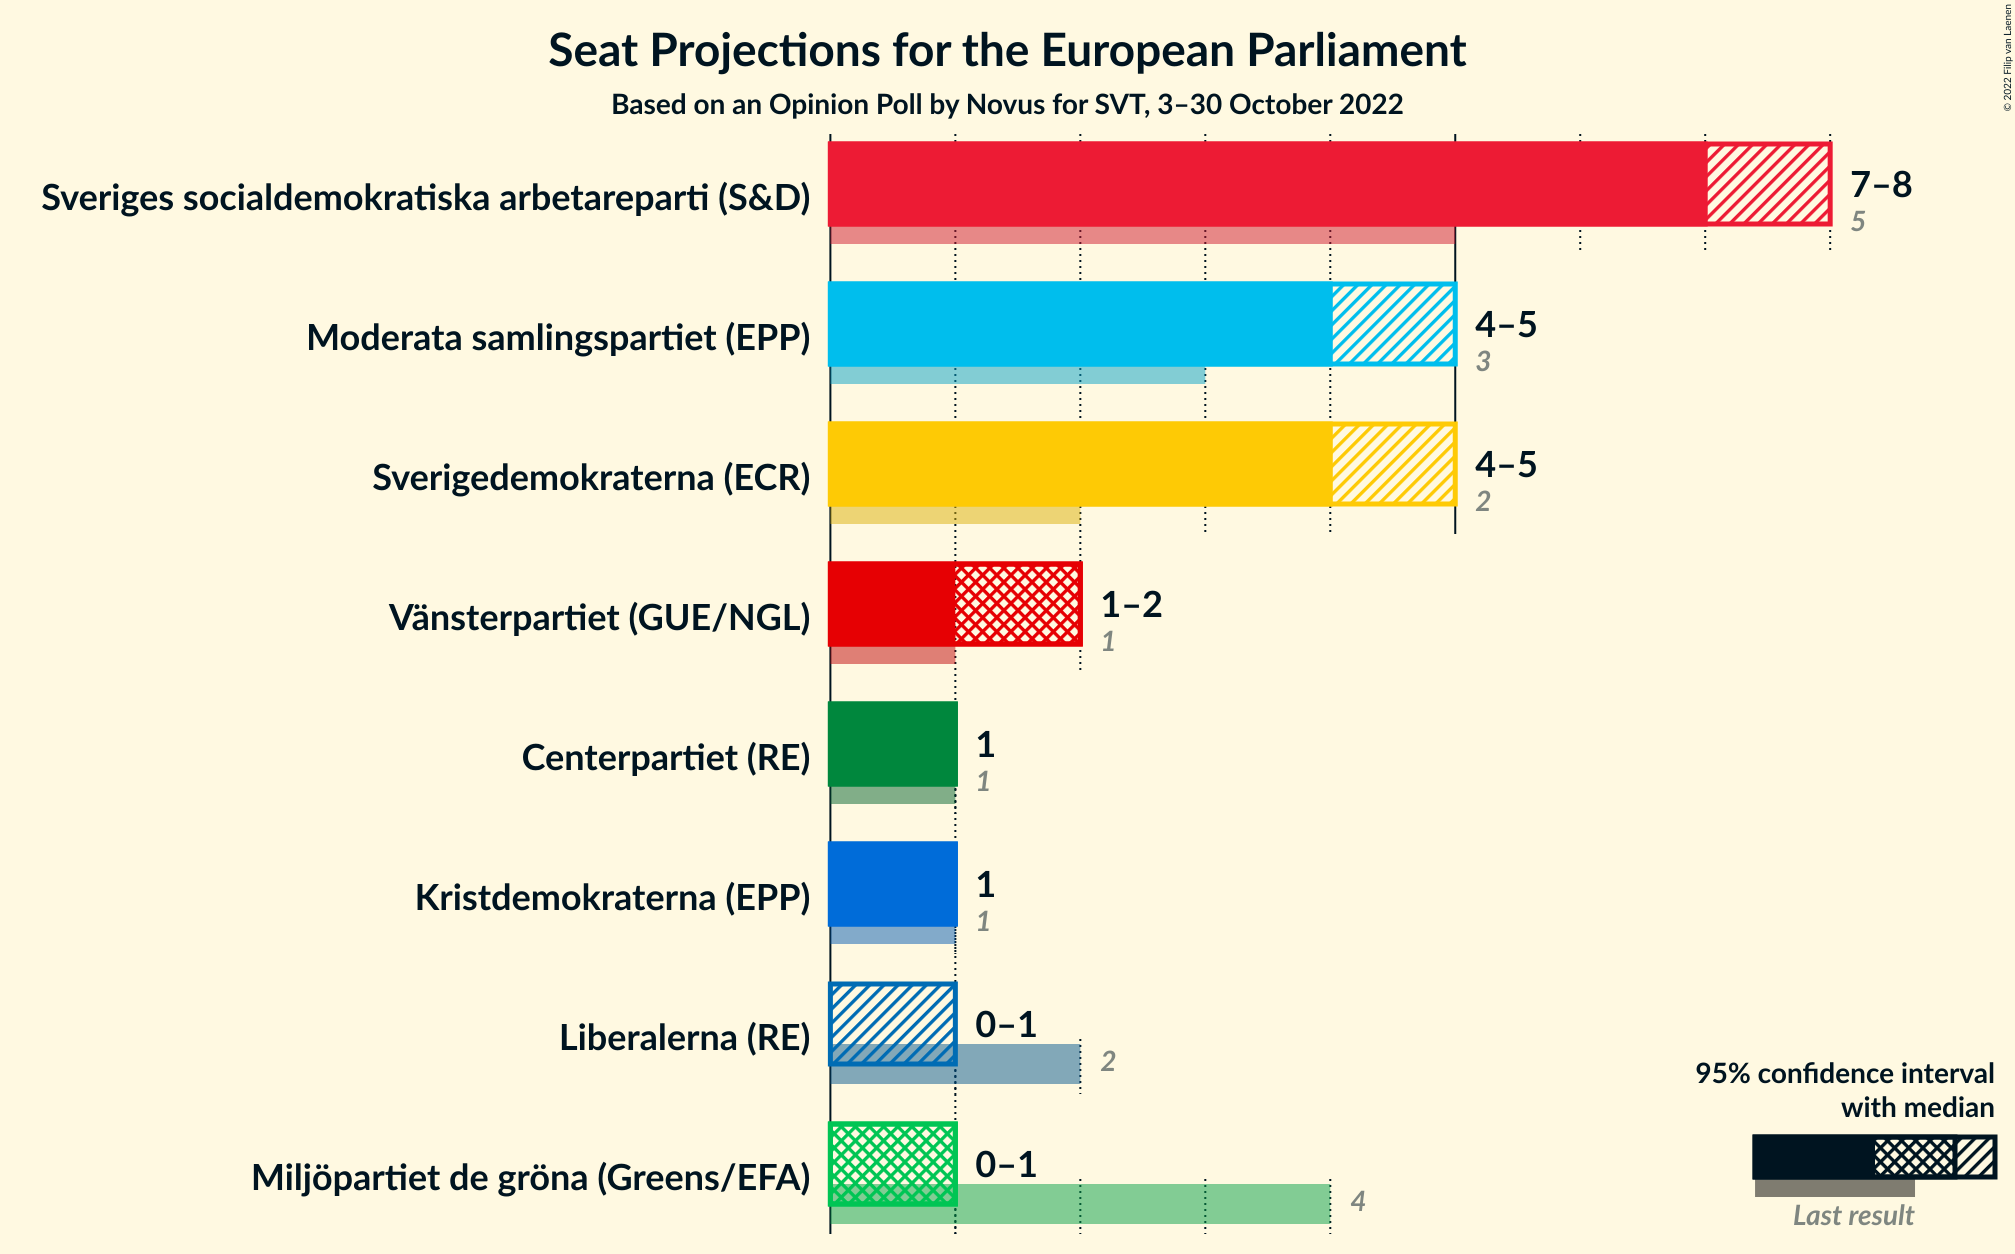 Seat Projections for the European Parliament
Based on an Opinion Poll by Novus for SVT, 3–30 October 2022
© 2022 Filip van Laenen
Sveriges socialdemokratiska arbetareparti (S&D)
7–8
5
Moderata samlingspartiet (EPP)
4–5
3
Sverigedemokraterna (ECR)
4–5
2
Vänsterpartiet (GUE/NGL)
1–2
1
Centerpartiet (RE)
1
1
Kristdemokraterna (EPP)
1
1
Liberalerna (RE)
0–1
2
Miljöpartiet de gröna (Greens/EFA)
0–1
4
95% confidence interval
with median
Last result